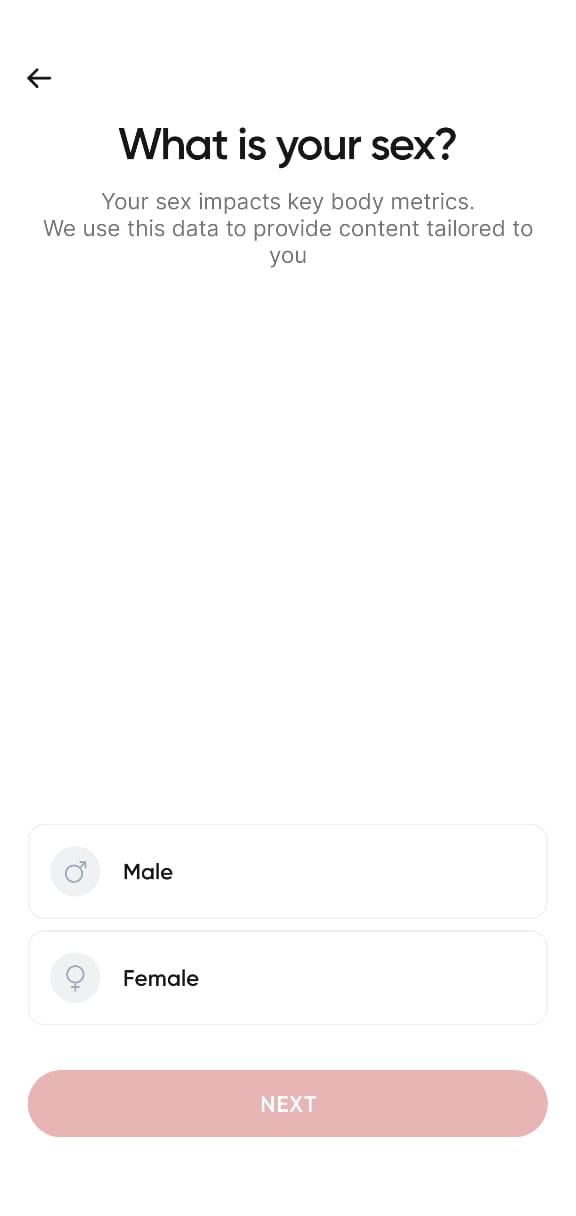 What is your sex?
Your sex impacts key body metrics.
We use this data to provide content tailored to
you
Male
Female
NEXT